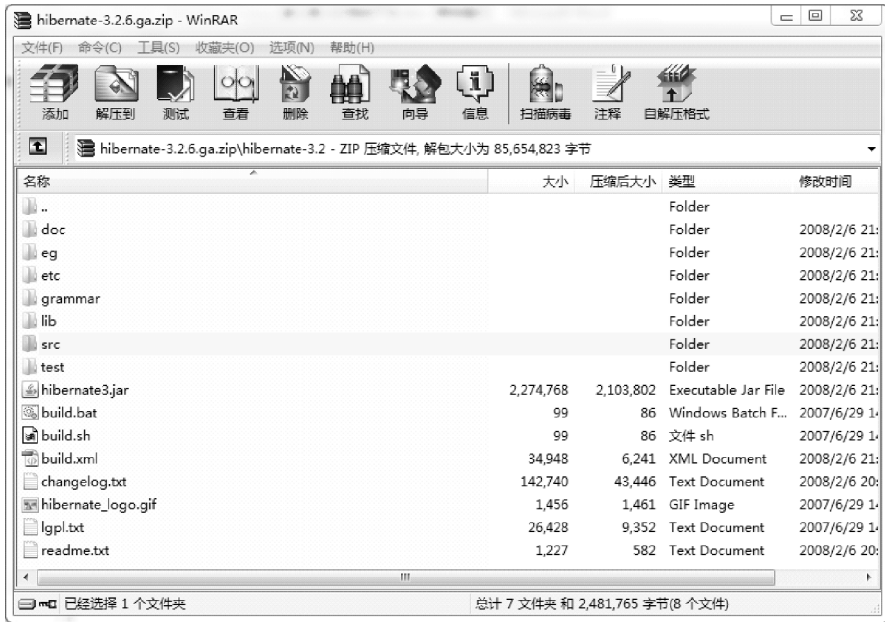 hibernate-3.2.6.ga.zip - WinRAR
文件(F) 命令(C) 工具(S) 收藏夹(O) 选项(N) 帮助(H)
添加 解压到 测试 查看 删除 查找 向导 信息 扫描病毒 注释 自解压格式
hibernate-3.2.6.ga.zip\hibernate-3.2 - ZIP 压缩文件, 解包大小为 85,654,823 字节
名称 大小 压缩后大小 类型 修改时间
.. Folder
doc Folder 2008/2/6 21:
eg Folder 2008/2/6 21:
etc Folder 2008/2/6 21:
grammar Folder 2008/2/6 21:
lib Folder 2008/2/6 21:
src Folder 2008/2/6 21:
test Folder 2008/2/6 21:
hibernate3.jar 2,274,768 2,103,802 Executable Jar File 2008/2/6 21:
build.bat 99 86 Windows Batch F... 2007/6/29 14
build.sh 99 86 文件 sh 2007/6/29 14
build.xml 34,948 6,241 XML Document 2008/2/6 21:
changelog.txt 142,740 43,446 Text Document 2008/2/6 20:
hibernate_logo.gif 1,456 1,461 GIF Image 2007/6/29 14
lgpl.txt 26,428 9,352 Text Document 2007/6/29 14
readme.txt 1,227 582 Text Document 2008/2/6 20:
已经选择 1 个文件夹 总计 7 文件夹 和 2,481,765 字节(8 个文件)